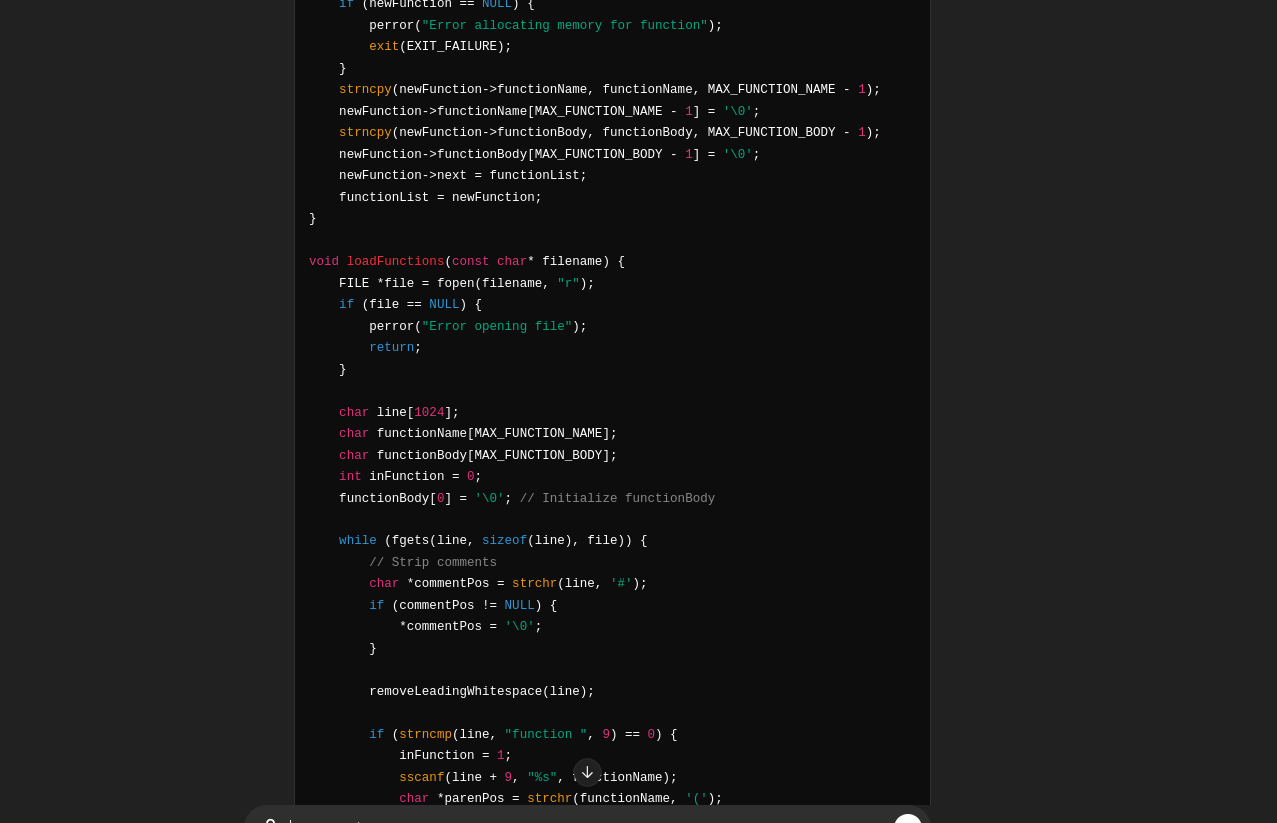 if (newFunction == NULL) {
perror("Error allocating memory for function");
exit(EXIT_FAILURE);
}
strncpy(newFunction->functionName, functionName, MAX_FUNCTION_NAME - 1);
newFunction->functionName[MAX_FUNCTION_NAME - 1] = '\0';
strncpy(newFunction->functionBody, functionBody, MAX_FUNCTION_BODY - 1);
newFunction->functionBody[MAX_FUNCTION_BODY - 1] = '\0';
newFunction->next = functionList;
functionList = newFunction;
}
void loadFunctions(const char* filename) {
FILE *file = fopen(filename, "r");
if (file == NULL) {
perror("Error opening file");
return;
}
char line[1024];
char functionName[MAX_FUNCTION_NAME];
char functionBody[MAX_FUNCTION_BODY];
int inFunction = 0;
functionBody[0] = '\0'; // Initialize functionBody
while (fgets(line, sizeof(line), file)) {
// Strip comments
char *commentPos = strchr(line, '#');
if (commentPos != NULL) {
*commentPos = '\0';
}
removeLeadingWhitespace(line);
if (strncmp(line, "function ", 9) == 0) {
inFunction = 1;
sscanf(line + 9, "%s", functionName);
char *parenPos = strchr(functionName, '(');